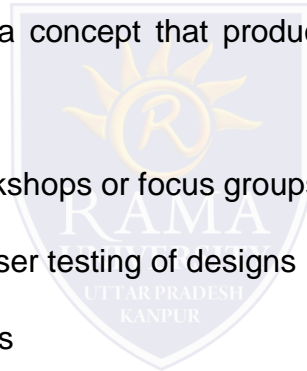 a concept that produc
kshops or focus groups
RAMA
UNIVERSITY
ser testing of designs
UTTAR PRADESH
KANPUR
s